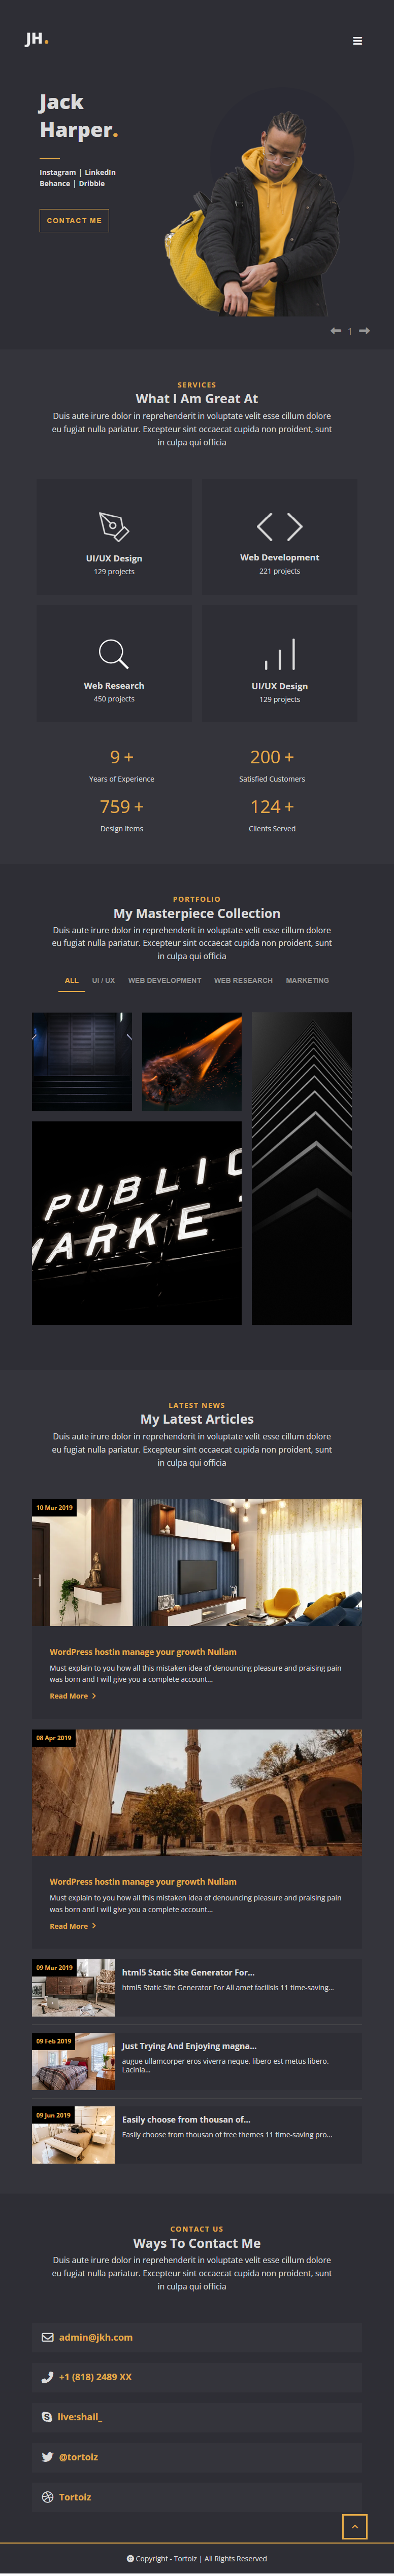 JH.
Jack
Harper.
Instagram | LinkedIn
Behance | Dribble
CONTACT ME
1
SERVICES
What I Am Great At
Duis aute irure dolor in reprehenderit in voluptate velit esse cillum dolore
eu fugiat nulla pariatur. Excepteur sint occaecat cupida non proident, sunt
in culpa qui officia
UI/UX Design
129 projects
Web Development
221 projects
Web Research
450 projects
UI/UX Design
129 projects
9 +
Years of Experience
200 +
Satisfied Customers
759 +
Design Items
124 +
Clients Served
PORTFOLIO
My Masterpiece Collection
Duis aute irure dolor in reprehenderit in voluptate velit esse cillum dolore
eu fugiat nulla pariatur. Excepteur sint occaecat cupida non proident, sunt
in culpa qui officia
ALL UI / UX WEB DEVELOPMENT WEB RESEARCH MARKETING
PUBLIC
MARKE
LATEST NEWS
My Latest Articles
Duis aute irure dolor in reprehenderit in voluptate velit esse cillum dolore
eu fugiat nulla pariatur. Excepteur sint occaecat cupida non proident, sunt
in culpa qui officia
10 Mar 2019
WordPress hostin manage your growth Nullam
Must explain to you how all this mistaken idea of denouncing pleasure and praising pain
was born and I will give you a complete account...
Read More
08 Apr 2019
WordPress hostin manage your growth Nullam
Must explain to you how all this mistaken idea of denouncing pleasure and praising pain
was born and I will give you a complete account...
Read More
09 Mar 2019
html5 Static Site Generator For...
html5 Static Site Generator For All amet facilisis 11 time-saving...
09 Feb 2019
Just Trying And Enjoying magna...
augue ullamcorper eros viverra neque, libero est metus libero.
Lacinia...
09 Jun 2019
Easily choose from thousan of...
Easily choose from thousan of free themes 11 time-saving pro...
CONTACT US
Ways To Contact Me
Duis aute irure dolor in reprehenderit in voluptate velit esse cillum dolore
eu fugiat nulla pariatur. Excepteur sint occaecat cupida non proident, sunt
in culpa qui officia
admin@jkh.com
+1 (818) 2489 XX
live:shail_
@tortoiz
Tortoiz
Copyright - Tortoiz | All Rights Reserved